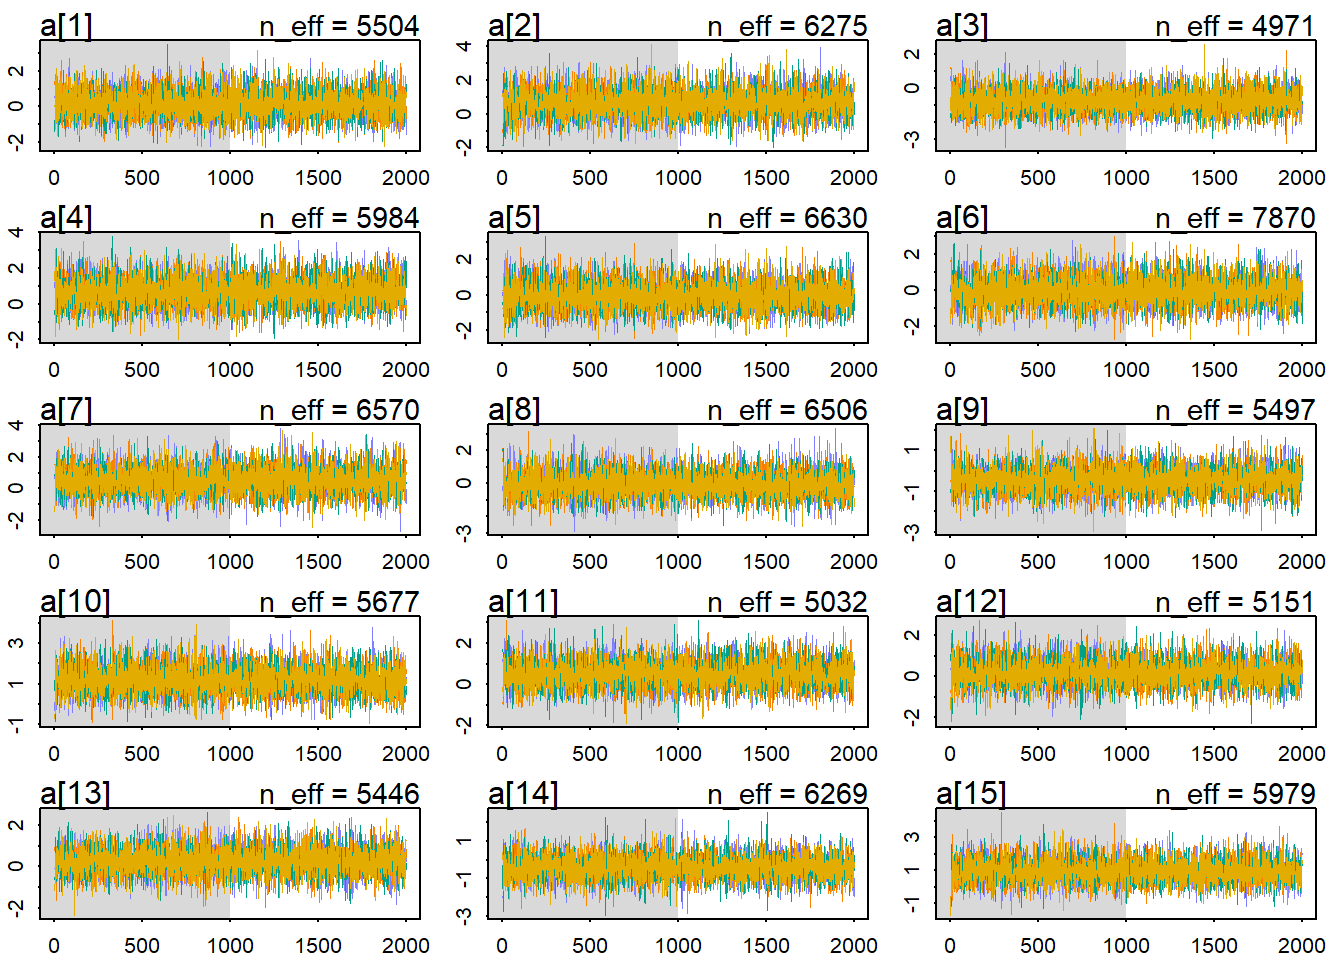 a[1] n_eff = 5504 a[2] n_eff = 6275 a[3] n_eff = 4971
2 0 -2 4 2 0 -2 2 0 -3
0 500 1000 1500 2000 0 500 1000 1500 2000 0 500 1000 1500 2000
a[4] n_eff = 5984 a[5] n_eff = 6630 a[6] n_eff = 7870
4 2 0 -2 2 0 -2 2 0 -2
0 500 1000 1500 2000 0 500 1000 1500 2000 0 500 1000 1500 2000
a[7] n_eff = 6570 a[8] n_eff = 6506 a[9] n_eff = 5497
4 2 0 -2 2 0 -3 1 -1 -3
0 500 1000 1500 2000 0 500 1000 1500 2000 0 500 1000 1500 2000
a[10] n_eff = 5677 a[11] n_eff = 5032 a[12] n_eff = 5151
3 1 -1 2 0 -2 2 0 -2
0 500 1000 1500 2000 0 500 1000 1500 2000 0 500 1000 1500 2000
a[13] n_eff = 5446 a[14] n_eff = 6269 a[15] n_eff = 5979
2 0 -2 1 -1 -3 3 1 -1
0 500 1000 1500 2000 0 500 1000 1500 2000 0 500 1000 1500 2000